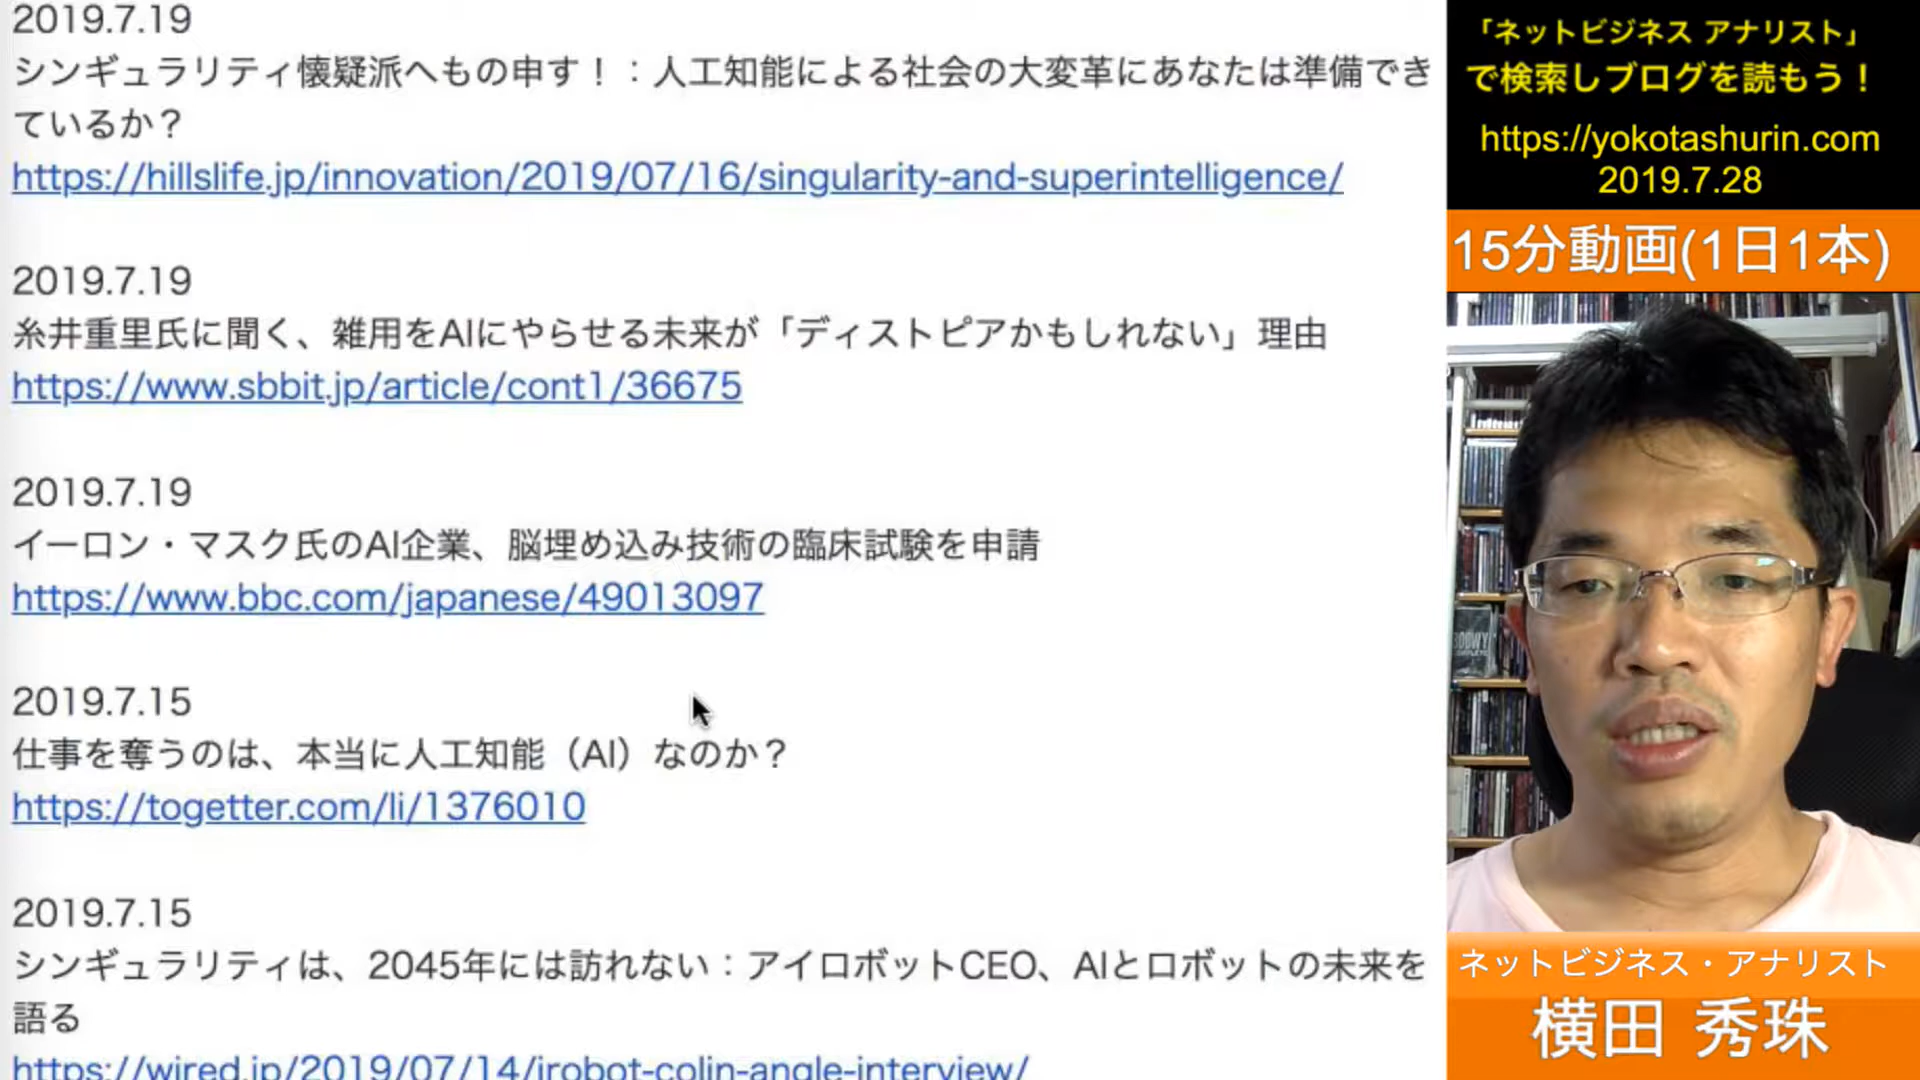 2019.7.19
シンギュラリティ懐疑派へもの申す！：人工知能による社会の大変革にあなたは準備でき
ているか？
https://hillslife.jp/innovation/2019/07/16/singularity-and-superintelligence/
2019.7.19
糸井重里氏に聞く、雑用をAIにやらせる未来が「ディストピアかもしれない」理由
https://www.sbbit.jp/article/cont1/36675
2019.7.19
イーロン・マスク氏のAI企業、脳埋め込み技術の臨床試験を申請
https://www.bbc.com/japanese/49013097
2019.7.15
仕事を奪うのは、本当に人工知能（AI）なのか？
https://togetter.com/li/1376010
2019.7.15
シンギュラリティは、2045年には訪れない：アイロボットCEO、AIとロボットの未来を
語る
https://wired.jp/2019/07/14/irobot-colin-angle-interview/
「ネットビジネス アナリスト」
で検索しブログを読もう！
https://yokotashurin.com
2019.7.28
15分動画(1日1本)
BOOWY
ネットビジネス・アナリスト
横田 秀珠